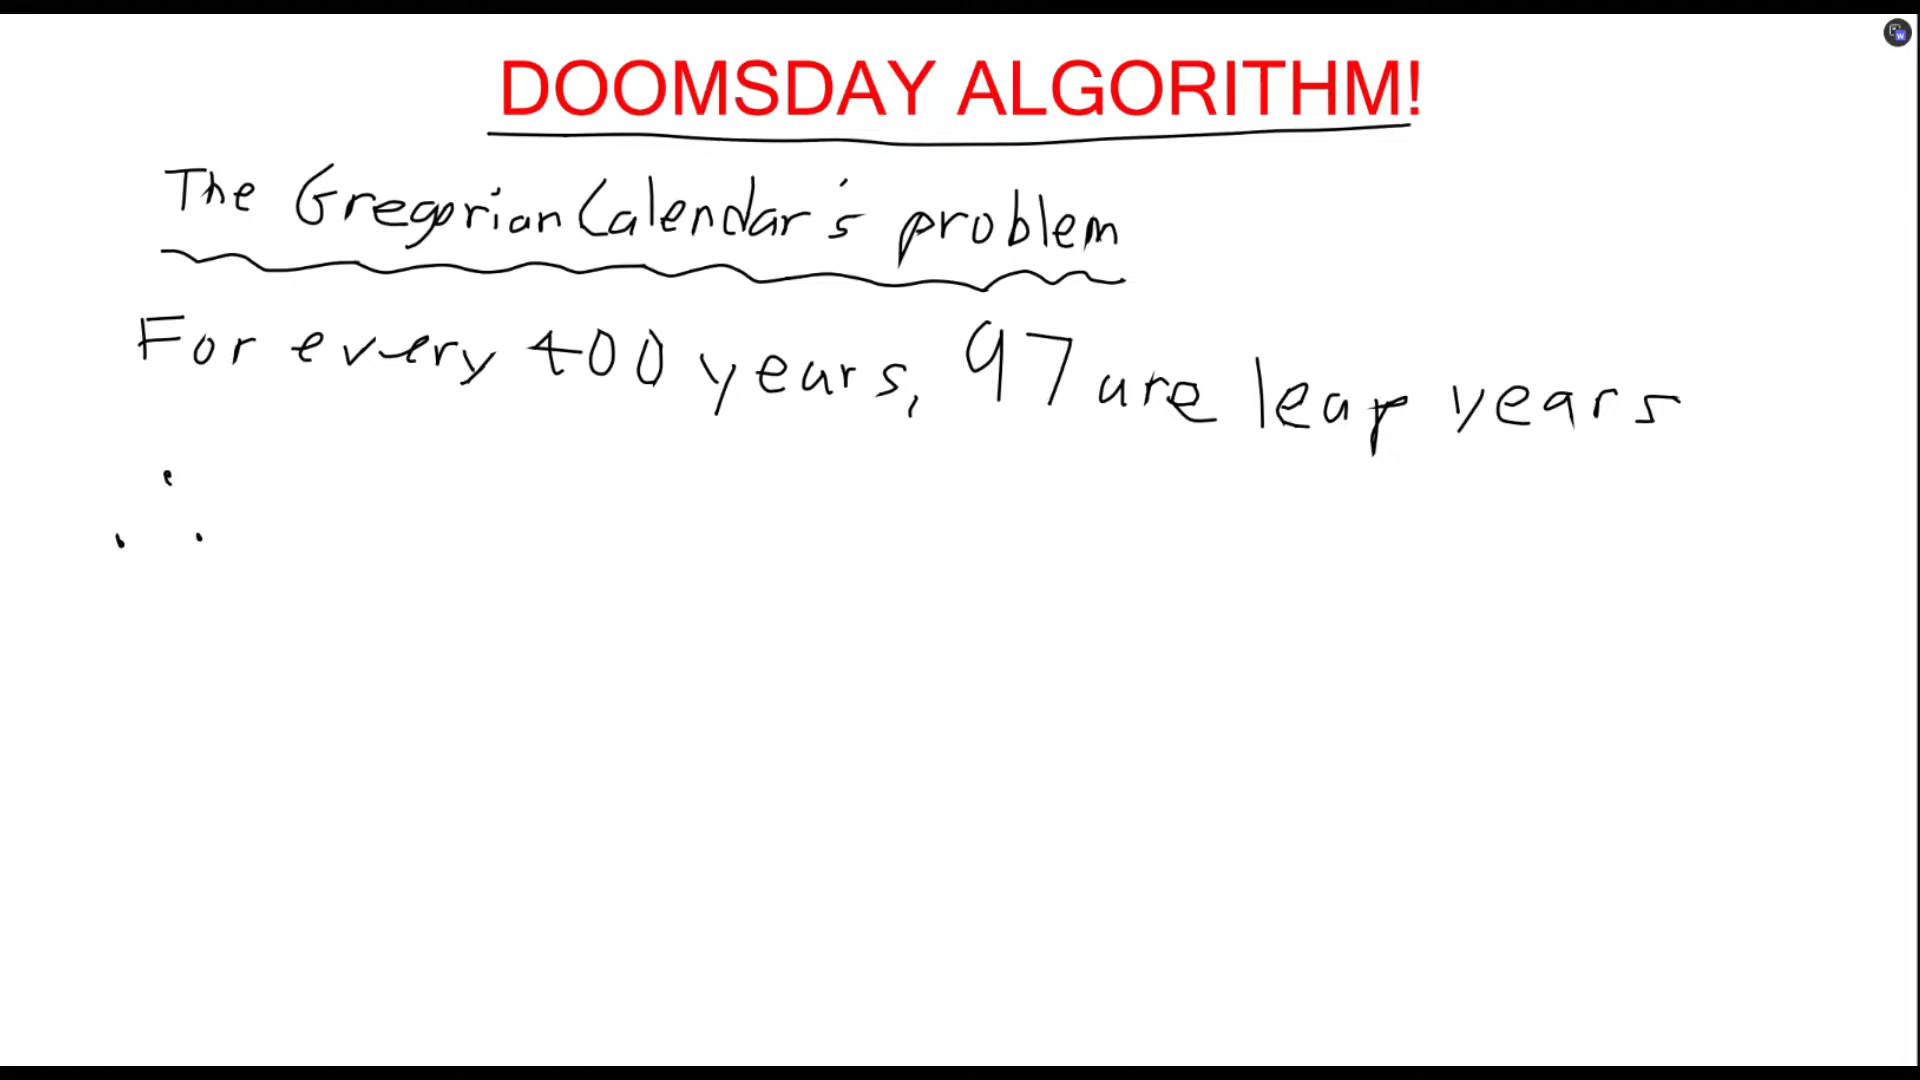 DOOMSDAY ALGORITHM!
The Gregorian Calendar's problem
For every 400 years, 97 are leap years
∴